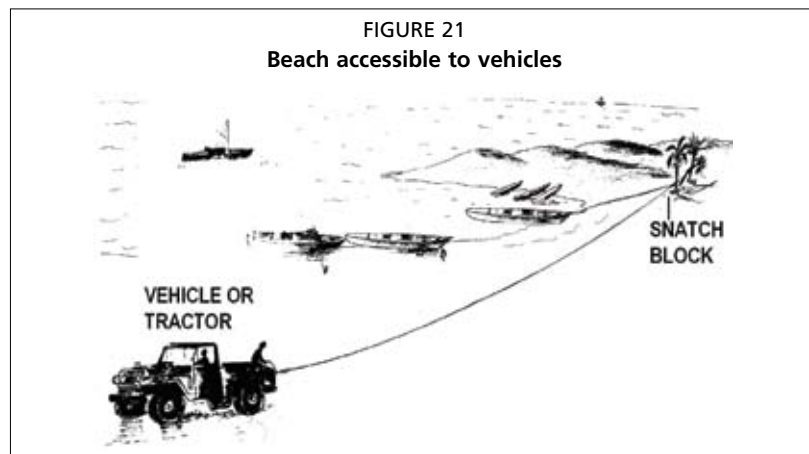 FIGURE 21
Beach accessible to vehicles
SNATCH
BLOCK
VEHICLE OR
TRACTOR